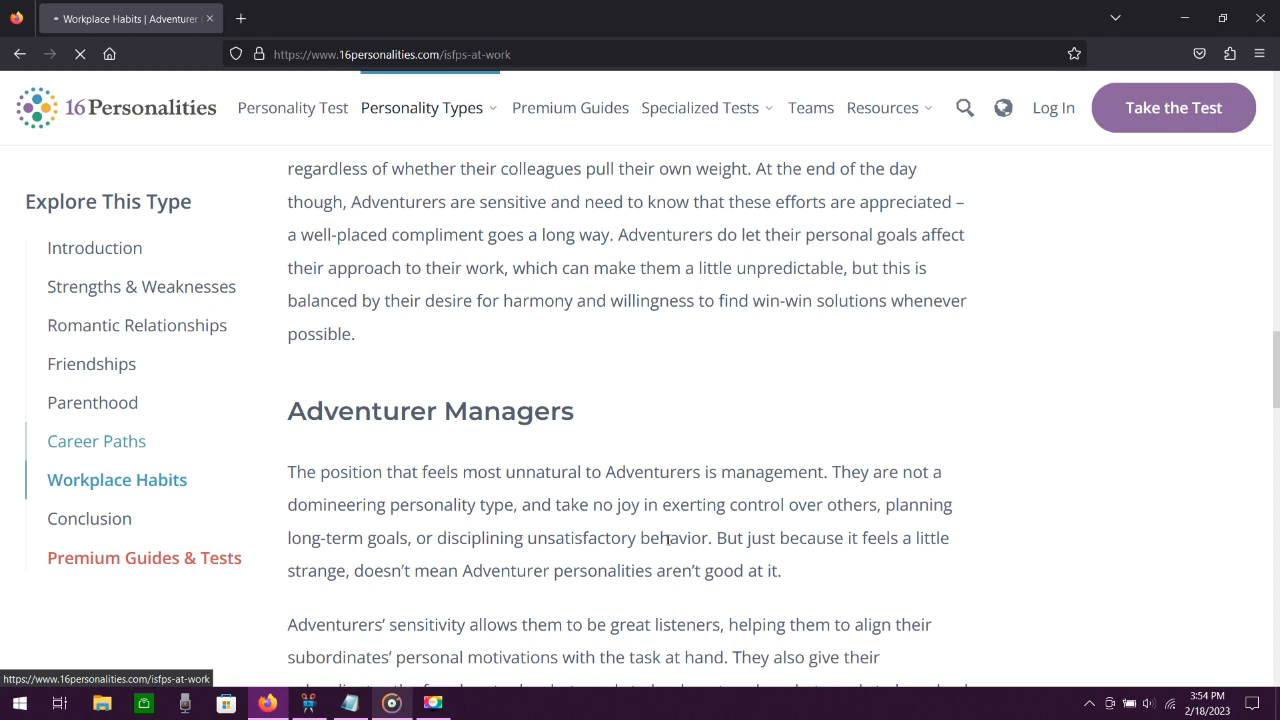 Workplace Habits | Adventurer
https://www.16personalities.com/isfps-at-work
16Personalities
Personality Test
Personality Types
Premium Guides
Specialized Tests
Teams
Resources
Log In
Take the Test
Explore This Type
Introduction
Strengths & Weaknesses
Romantic Relationships
Friendships
Parenthood
Career Paths
Workplace Habits
Conclusion
Premium Guides & Tests
regardless of whether their colleagues pull their own weight. At the end of the day
though, Adventurers are sensitive and need to know that these efforts are appreciated –
a well-placed compliment goes a long way. Adventurers do let their personal goals affect
their approach to their work, which can make them a little unpredictable, but this is
balanced by their desire for harmony and willingness to find win-win solutions whenever
possible.
Adventurer Managers
The position that feels most unnatural to Adventurers is management. They are not a
domineering personality type, and take no joy in exerting control over others, planning
long-term goals, or disciplining unsatisfactory behavior. But just because it feels a little
strange, doesn't mean Adventurer personalities aren't good at it.
Adventurers' sensitivity allows them to be great listeners, helping them to align their
subordinates' personal motivations with the task at hand. They also give their
https://www.16personalities.com/isfps-at-work
3:54 PM
2/18/2023